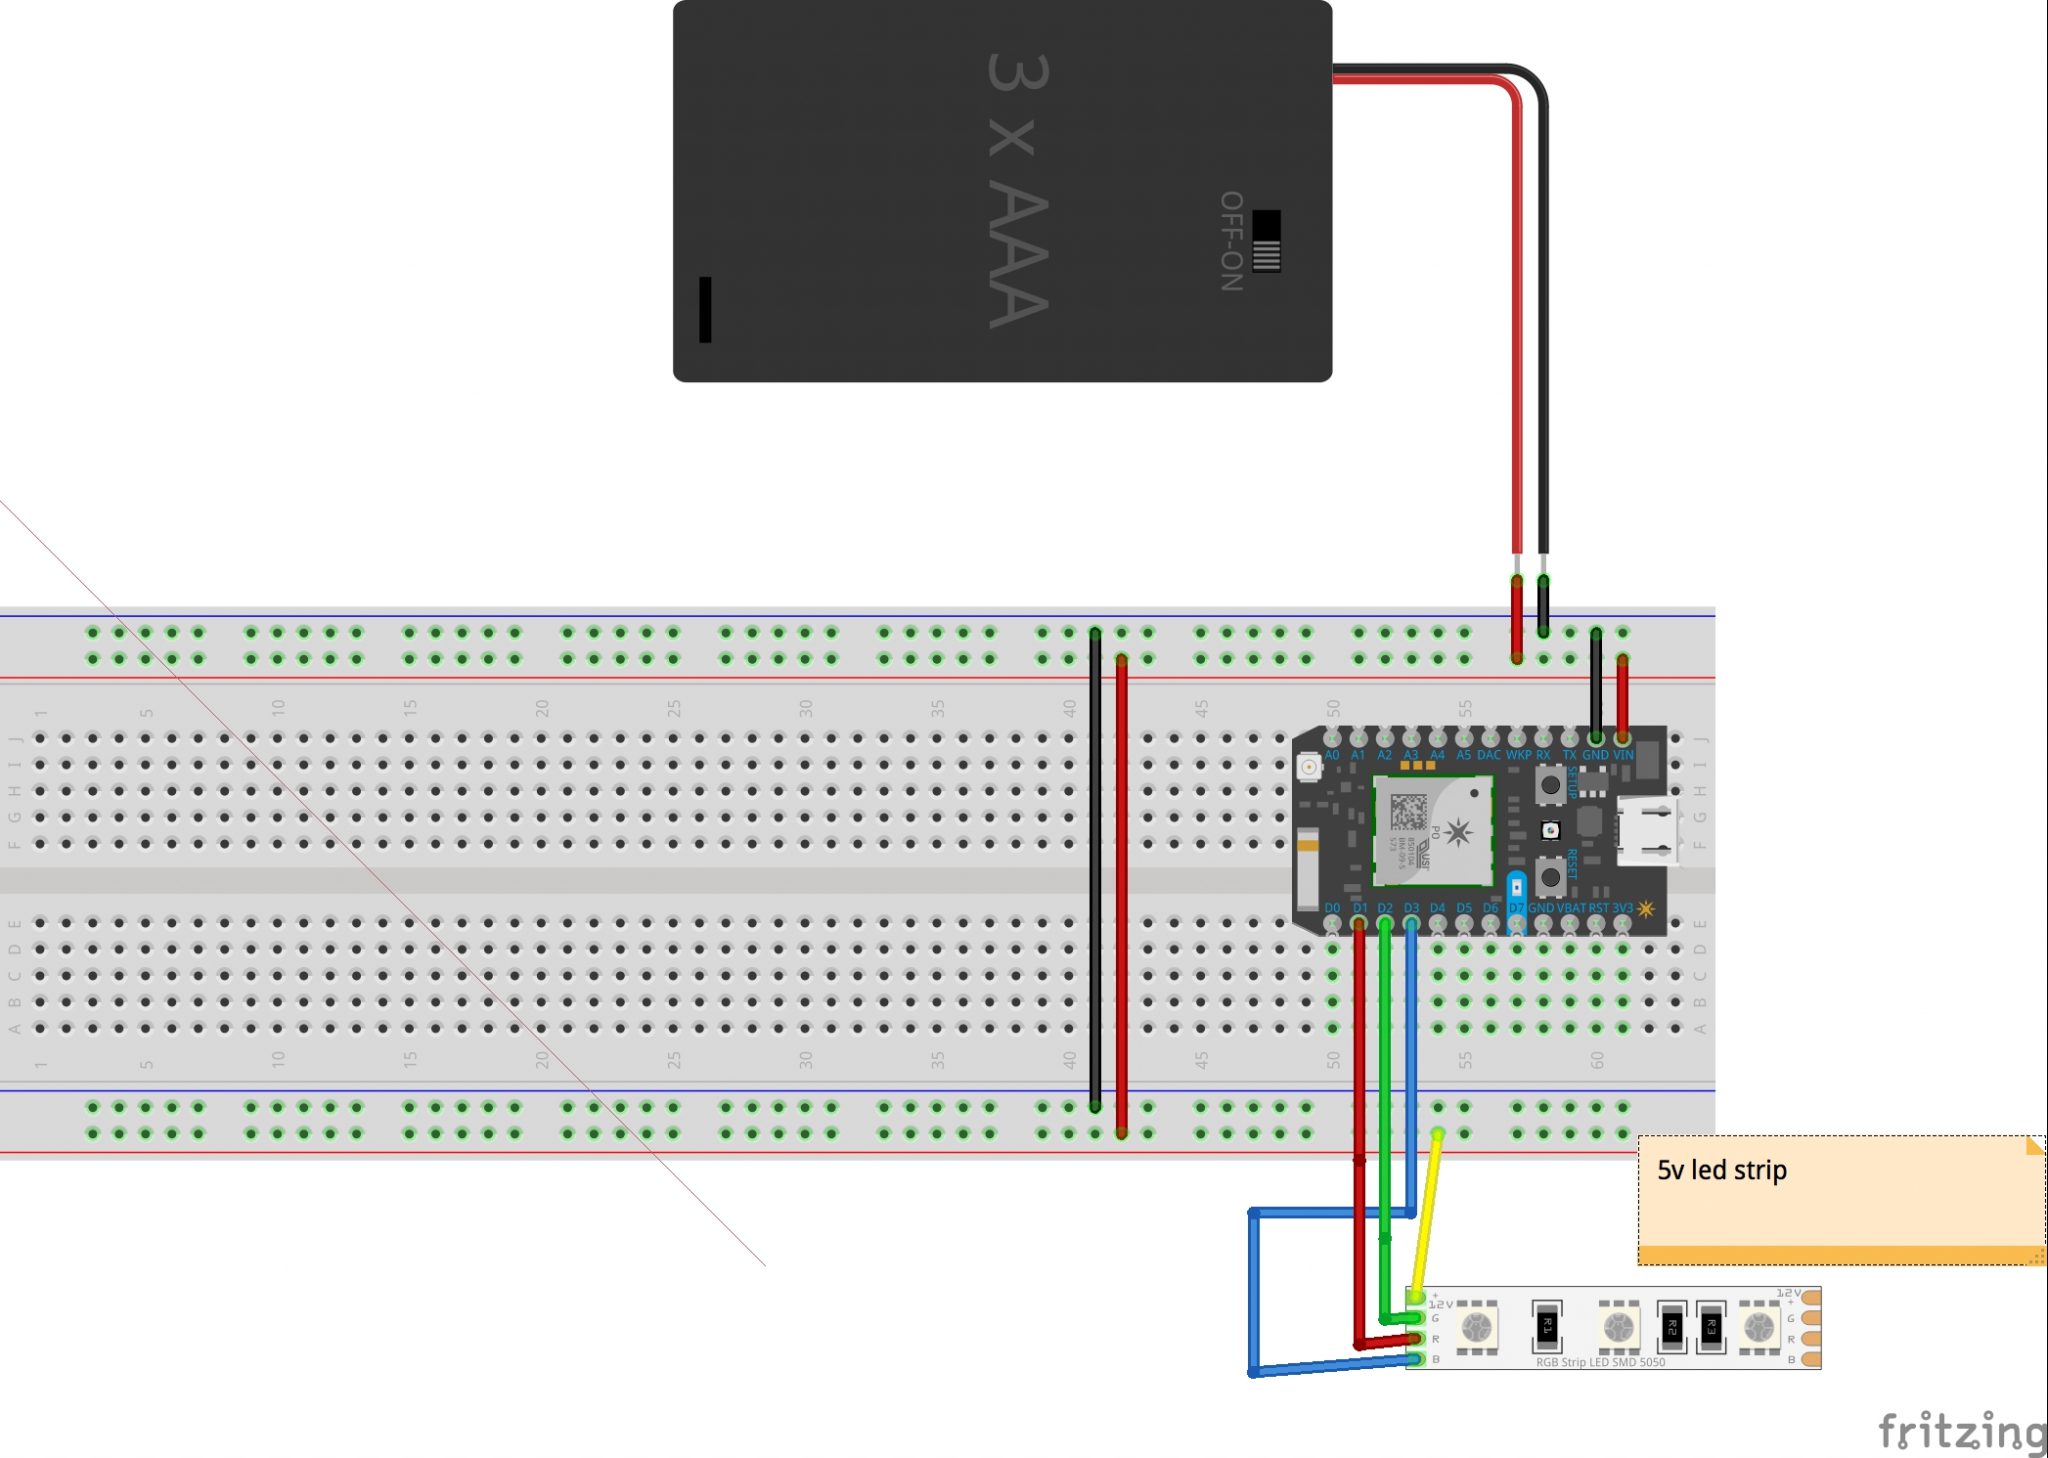 3 x AAA
OFF-ON
1 5 10 15 20 25 30 35 40 45 50 55
J J
I I
H H
G G
F F
A0 A1 A2 A3 A4 A5 DAC WKP RX TX GND VIN
SETUP
P0
RESET
D0 D1 D2 D3 D4 D5 D6 D7 GND VBAT RST 3V3
E E
D D
C C
B B
A A
1 5 10 15 20 25 30 35 40 45 50 55 60
5v led strip
+ 12V
12V +
G G
R R
B B
R1 R2 R3
RGB Strip LED SMD 5050
fritzing